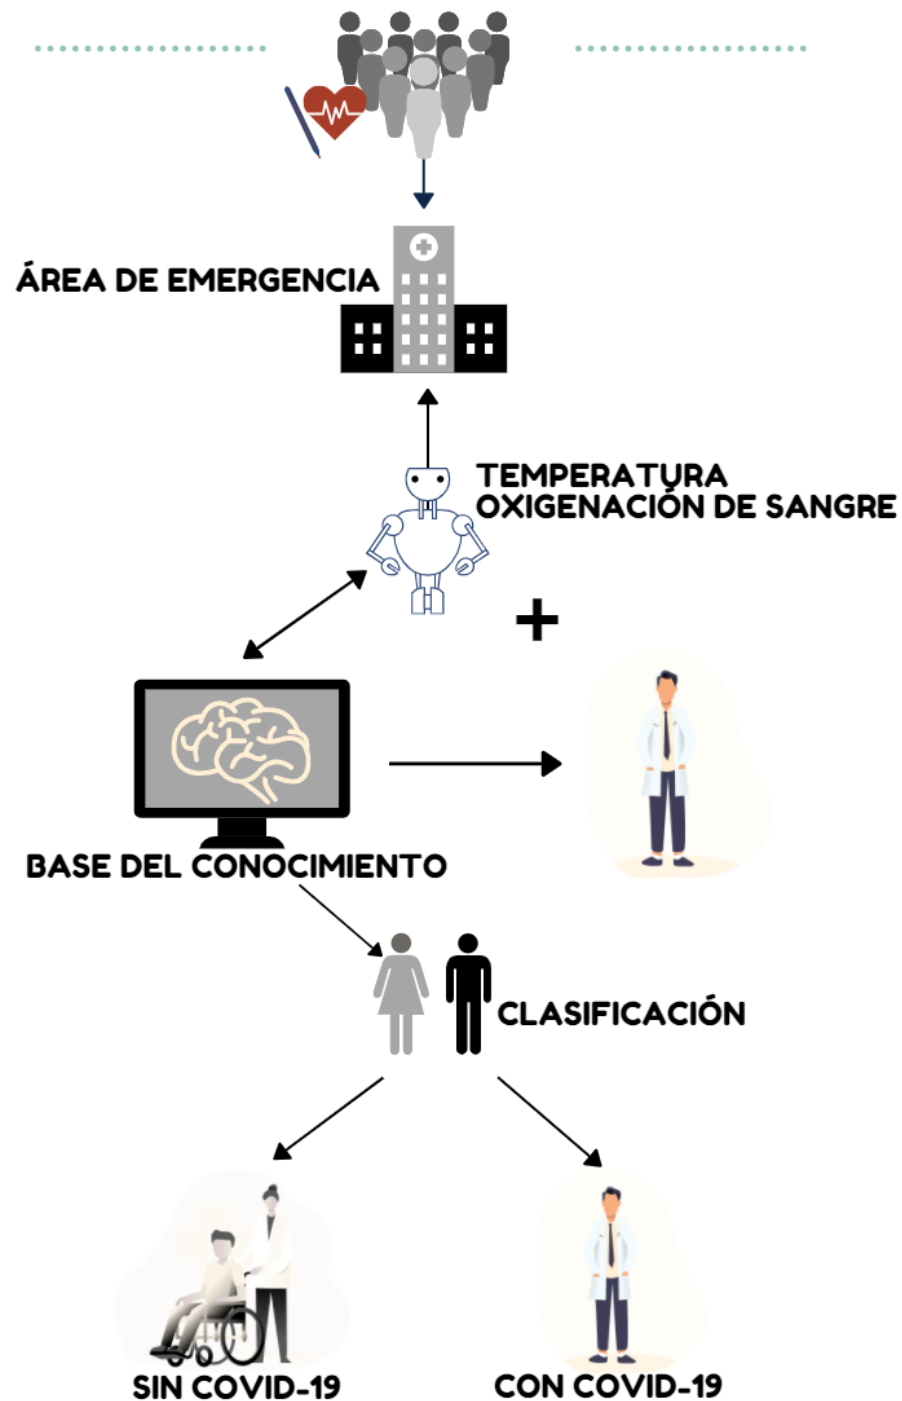 ÁREA DE EMERGENCIA
TEMPERATURA
OXIGENACIÓN DE SANGRE
BASE DEL CONOCIMIENTO
CLASIFICACIÓN
SIN COVID-19
CON COVID-19